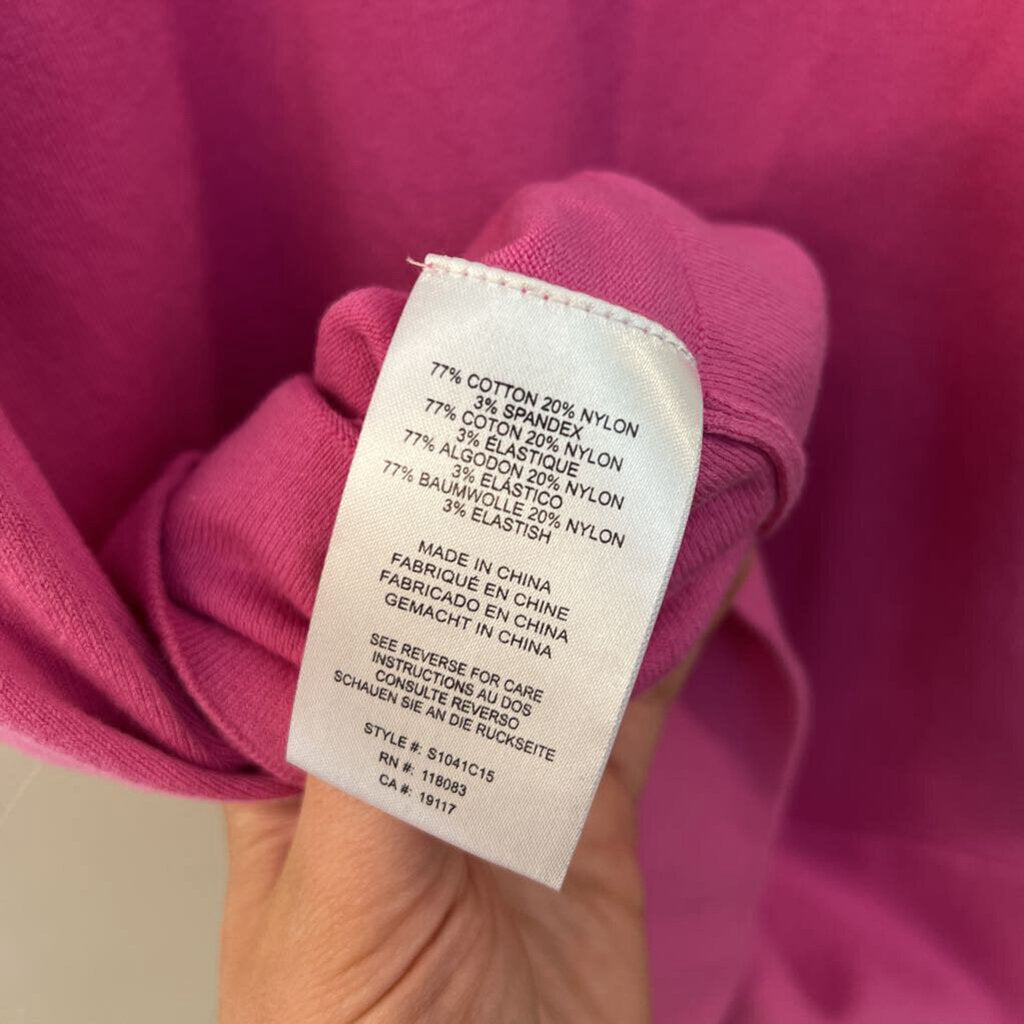 77% COTTON 20% NYLON
3% SPANDEX
77% COTON 20% NYLON
3% ÉLASTIQUE
77% ALGODON 20% NYLON
3% ELÁSTICO
77% BAUMWOLLE 20% NYLON
3% ELASTISH
MADE IN CHINA
FABRIQUÉ EN CHINE
FABRICADO EN CHINA
GEMACHT IN CHINA
SEE REVERSE FOR CARE
INSTRUCTIONS AU DOS
CONSULTE REVERSO
SCHAUEN SIE AN DIE RUCKSEITE
STYLE #: S1041C15
RN #: 118083
CA #: 19117